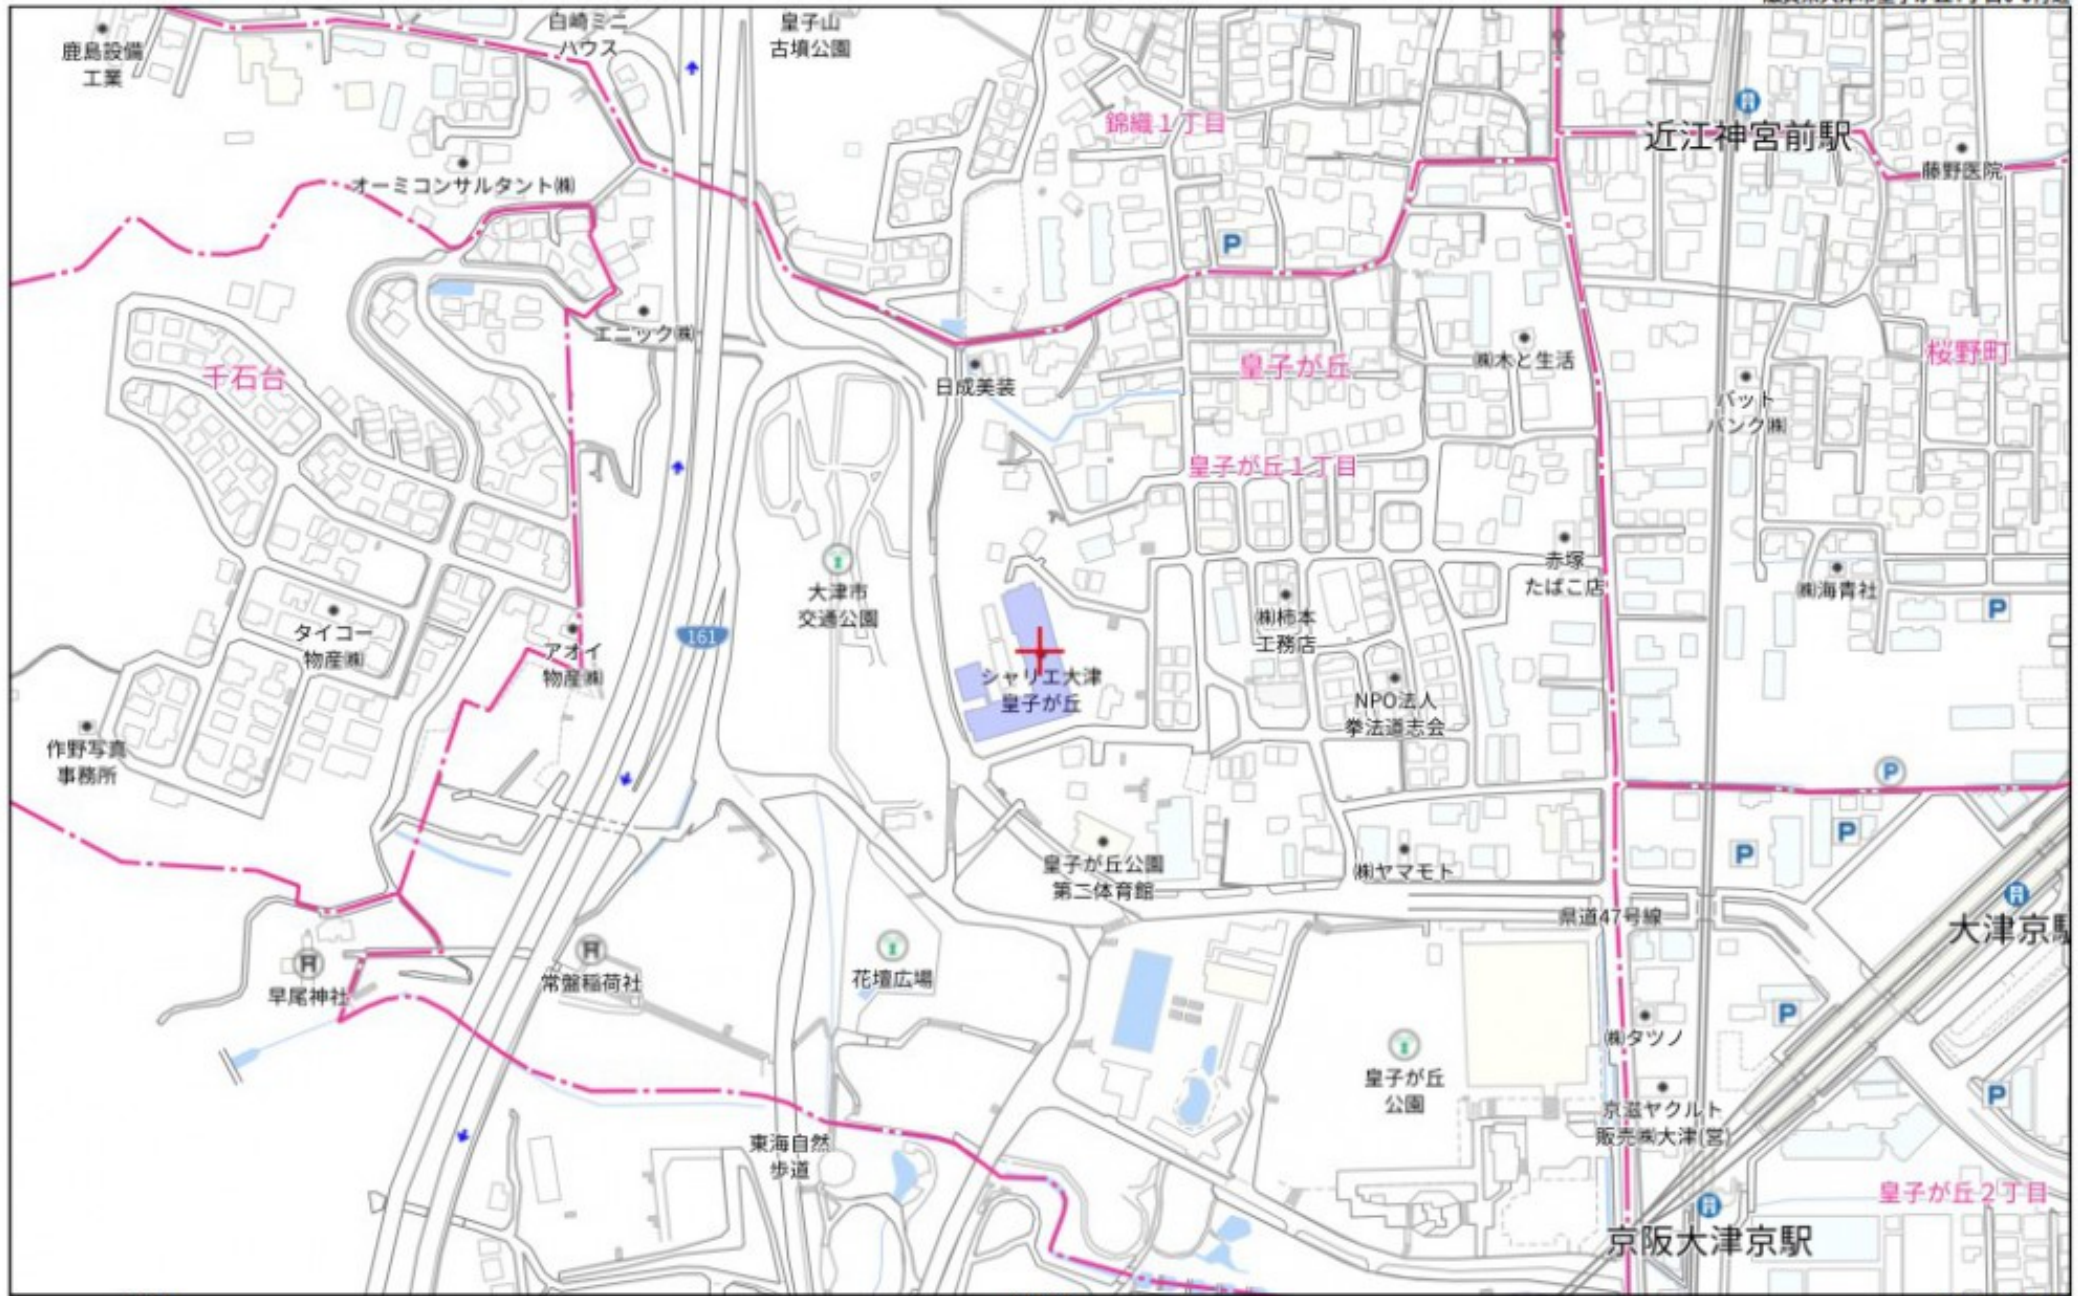 白崎ミニ
ハウス
皇子山
古墳公園
鹿島設備
工業
錦織１丁目
近江神宮前駅
藤野医院
オーミコンサルタント㈱
P
エニック㈱
千石台
日成美装
皇子が丘
㈱木と生活
桜野町
バット
バンク㈱
皇子が丘１丁目
大津市
交通公園
赤塚
たばこ店
㈱海青社
P
㈱柿本
工務店
タイコー
物産㈱
アオイ
物産㈱
161
シャリエ大津
皇子が丘
NPO法人
拳法道志会
作野写真
事務所
P
P
P
皇子が丘公園
第二体育館
㈱ヤマモト
県道47号線
大津京駅
早尾神社
常盤稲荷社
花壇広場
P
㈱タツノ
皇子が丘
公園
P
京滋ヤクルト
販売㈱大津(営)
東海自然
歩道
皇子が丘２丁目
京阪大津京駅